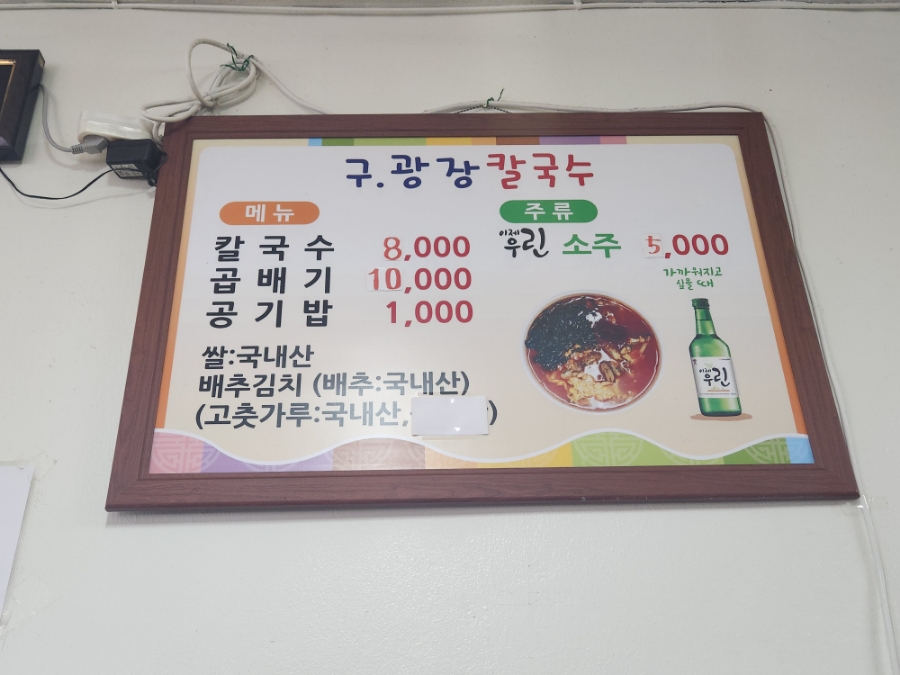 구.광장칼국수
메뉴
칼국수 8,000
곱배기 10,000
공기밥 1,000
쌀:국내산
배추김치 (배추:국내산)
(고춧가루:국내산, )
주류
이제 우린 소주 5,000
가까워지고
싶을 때
이제
우린